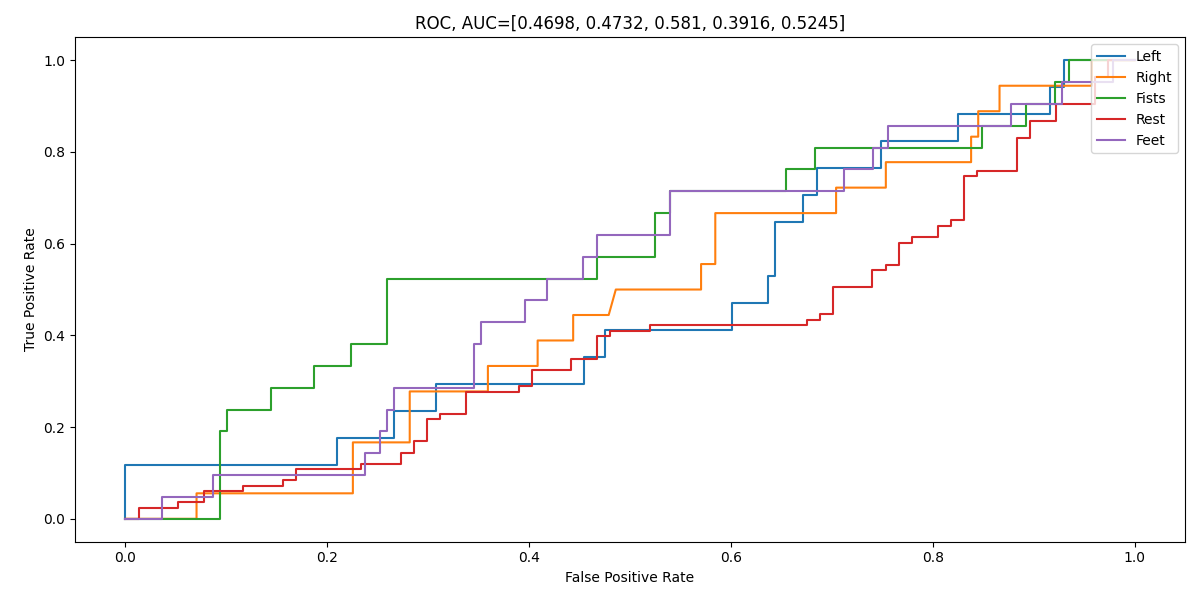 ROC, AUC=[0.4698, 0.4732, 0.581, 0.3916, 0.5245]
1.0
0.8
0.6
0.4
0.2
0.0
True Positive Rate
Left
Right
Fists
Rest
Feet
0.0 0.2 0.4 0.6 0.8 1.0
False Positive Rate